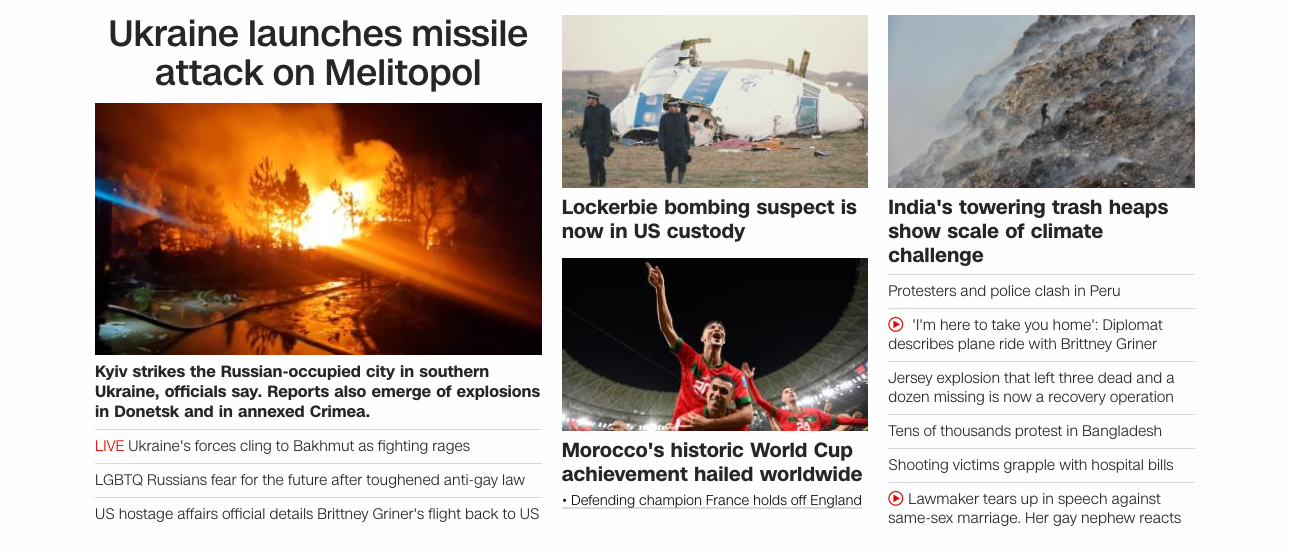 Ukraine launches missile
attack on Melitopol
Kyiv strikes the Russian-occupied city in southern
Ukraine, officials say. Reports also emerge of explosions
in Donetsk and in annexed Crimea.
LIVE Ukraine's forces cling to Bakhmut as fighting rages
LGBTQ Russians fear for the future after toughened anti-gay law
US hostage affairs official details Brittney Griner's flight back to US
Lockerbie bombing suspect is
now in US custody
Morocco's historic World Cup
achievement hailed worldwide
• Defending champion France holds off England
India's towering trash heaps
show scale of climate
challenge
Protesters and police clash in Peru
'I'm here to take you home': Diplomat
describes plane ride with Brittney Griner
Jersey explosion that left three dead and a
dozen missing is now a recovery operation
Tens of thousands protest in Bangladesh
Shooting victims grapple with hospital bills
Lawmaker tears up in speech against
same-sex marriage. Her gay nephew reacts